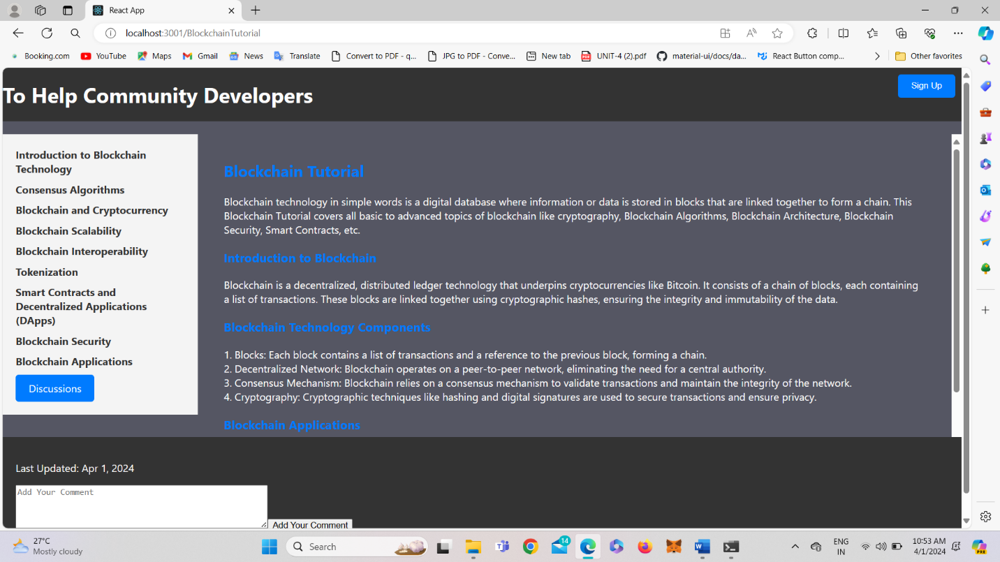 React App
localhost:3001/BlockchainTutorial
Booking.com
YouTube
Maps
Gmail
News
Translate
Convert to PDF - q...
JPG to PDF - Conve...
New tab
UNIT-4 (2).pdf
material-ui/docs/da...
React Button comp...
Other favorites
To Help Community Developers
Sign Up
Introduction to Blockchain
Technology
Consensus Algorithms
Blockchain and Cryptocurrency
Blockchain Scalability
Blockchain Interoperability
Tokenization
Smart Contracts and
Decentralized Applications
(DApps)
Blockchain Security
Blockchain Applications
Discussions
Blockchain Tutorial
Blockchain technology in simple words is a digital database where information or data is stored in blocks that are linked together to form a chain. This
Blockchain Tutorial covers all basic to advanced topics of blockchain like cryptography, Blockchain Algorithms, Blockchain Architecture, Blockchain
Security, Smart Contracts, etc.
Introduction to Blockchain
Blockchain is a decentralized, distributed ledger technology that underpins cryptocurrencies like Bitcoin. It consists of a chain of blocks, each containing
a list of transactions. These blocks are linked together using cryptographic hashes, ensuring the integrity and immutability of the data.
Blockchain Technology Components
1. Blocks: Each block contains a list of transactions and a reference to the previous block, forming a chain.
2. Decentralized Network: Blockchain operates on a peer-to-peer network, eliminating the need for a central authority.
3. Consensus Mechanism: Blockchain relies on a consensus mechanism to validate transactions and maintain the integrity of the network.
4. Cryptography: Cryptographic techniques like hashing and digital signatures are used to secure transactions and ensure privacy.
Blockchain Applications
Last Updated: Apr 1, 2024
Add Your Comment
Add Your Comment
27°C
Mostly cloudy
Search
14
ENG
IN
10:53 AM
4/1/2024
PRE